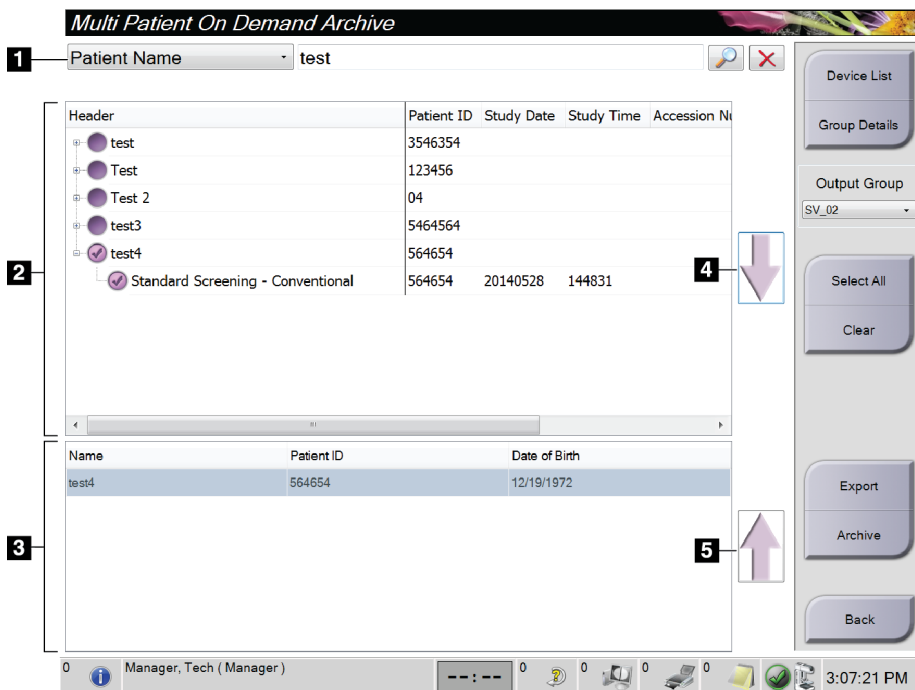 Multi Patient On Demand Archive
1
Patient Name test
Device List
Group Details
Output Group
SV_02
2
Header Patient ID Study Date Study Time Accession Nu
test 3546354
Test 123456
Test 2 04
test3 5464564
test4 564654
Standard Screening - Conventional 564654 20140528 144831
4
Select All
Clear
3
Name Patient ID Date of Birth
test4 564654 12/19/1972
5
Export
Archive
Back
0 Manager, Tech ( Manager ) --:-- 0 0 0 0 3:07:21 PM